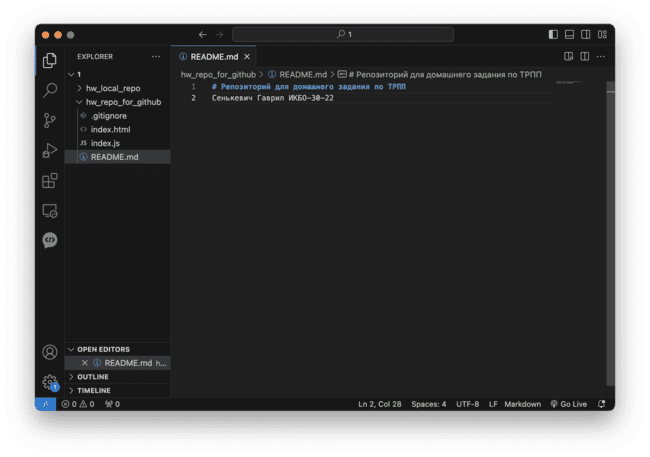 1
EXPLORER
1
hw_local_repo
hw_repo_for_github
.gitignore
index.html
JS index.js
README.md
OPEN EDITORS
README.md h...
OUTLINE
TIMELINE
README.md
hw_repo_for_github > README.md > # Репозиторий для домашнего задания по ТРПП
1 # Репозиторий для домашнего задания по ТРПП
2 Сенькевич Гаврил ИКБО-30-22
1
0 0 0 Ln 2, Col 28 Spaces: 4 UTF-8 LF Markdown Go Live